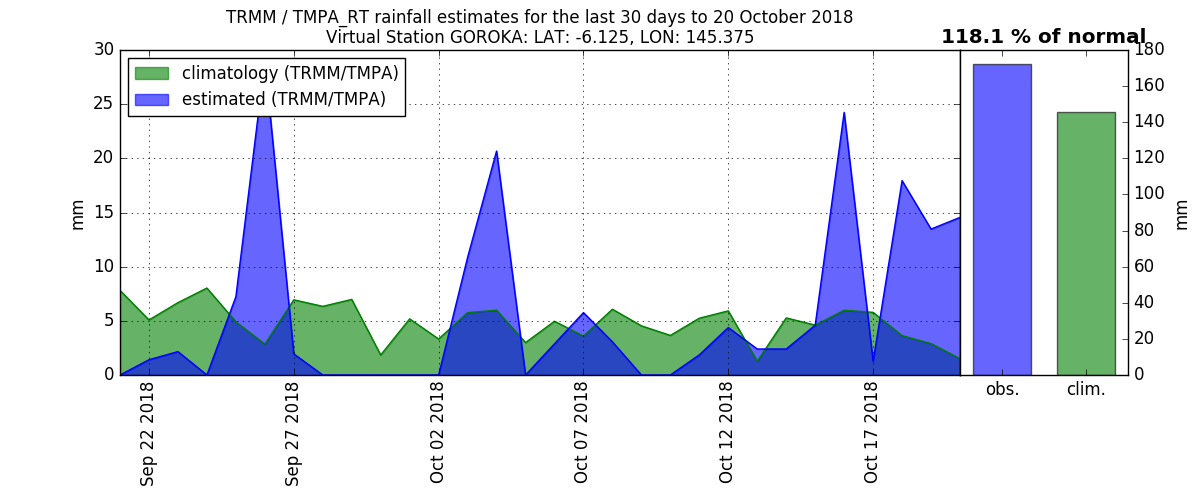 TRMM / TMPA_RT rainfall estimates for the last 30 days to 20 October 2018
Virtual Station GOROKA: LAT: -6.125, LON: 145.375
118.1 % of normal
climatology (TRMM/TMPA)
estimated (TRMM/TMPA)
30
25
20
15
10
5
0
mm
Sep 22 2018
Sep 27 2018
Oct 02 2018
Oct 07 2018
Oct 12 2018
Oct 17 2018
obs.
clim.
180
160
140
120
100
80
60
40
20
0
mm